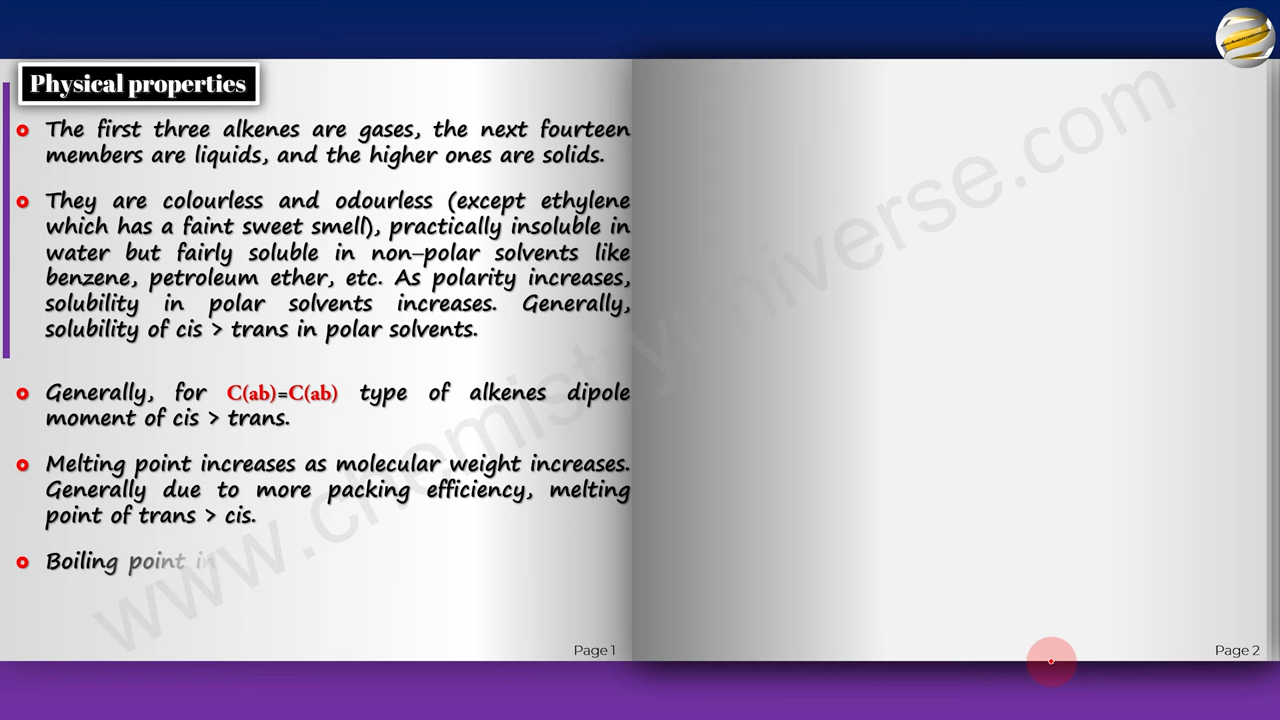 Physical properties
The first three alkenes are gases, the next fourteen
members are liquids, and the higher ones are solids.
They are colourless and odourless (except ethylene
which has a faint sweet smell), practically insoluble in
water but fairly soluble in non-polar solvents like
benzene, petroleum ether, etc. As polarity increases,
solubility in polar solvents increases. Generally,
solubility of cis > trans in polar solvents.
Generally, for C(ab)=C(ab) type of alkenes dipole
moment of cis > trans.
Melting point increases as molecular weight increases.
Generally due to more packing efficiency, melting
point of trans > cis.
Boiling point in
Page 1
Page 2
www.chemistryuniverse.com